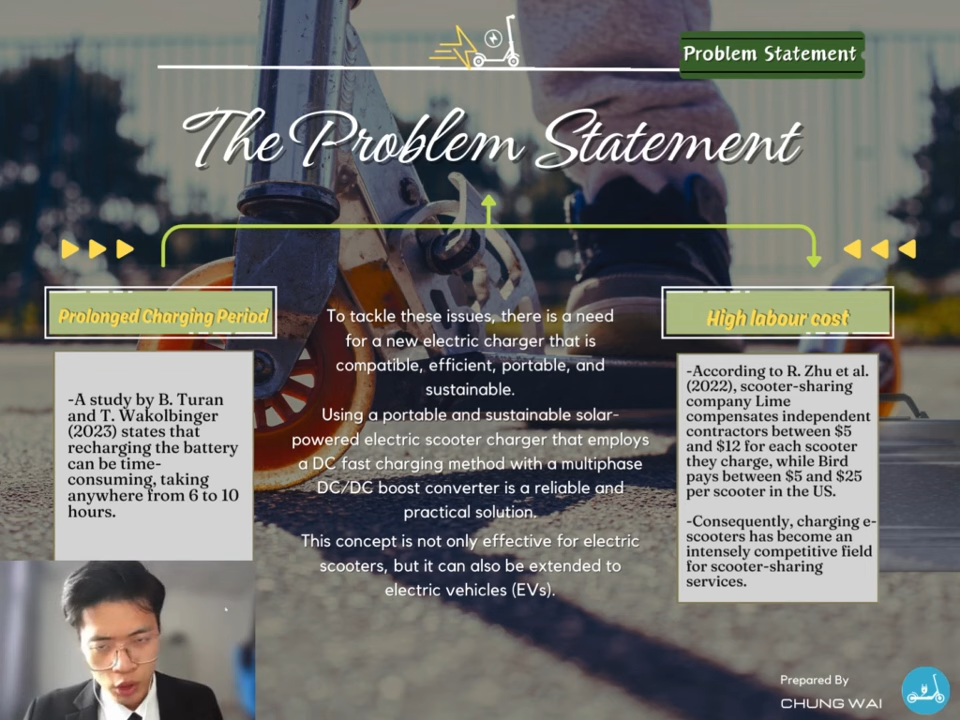 Problem Statement
The Problem Statement
Prolonged Charging Period
-A study by B. Turan
and T. Wakolbinger
(2023) states that
recharging the battery
can be time-
consuming, taking
anywhere from 6 to 10
hours.
To tackle these issues, there is a need
for a new electric charger that is
compatible, efficient, portable, and
sustainable.
Using a portable and sustainable solar-
powered electric scooter charger that employs
a DC fast charging method with a multiphase
DC/DC boost converter is a reliable and
practical solution.
This concept is not only effective for electric
scooters, but it can also be extended to
electric vehicles (EVs).
High labour cost
-According to R. Zhu et al.
(2022), scooter-sharing
company Lime
compensates independent
contractors between $5
and $12 for each scooter
they charge, while Bird
pays between $5 and $25
per scooter in the US.
-Consequently, charging e-
scooters has become an
intensely competitive field
for scooter-sharing
services.
Prepared By
CHUNG WAI